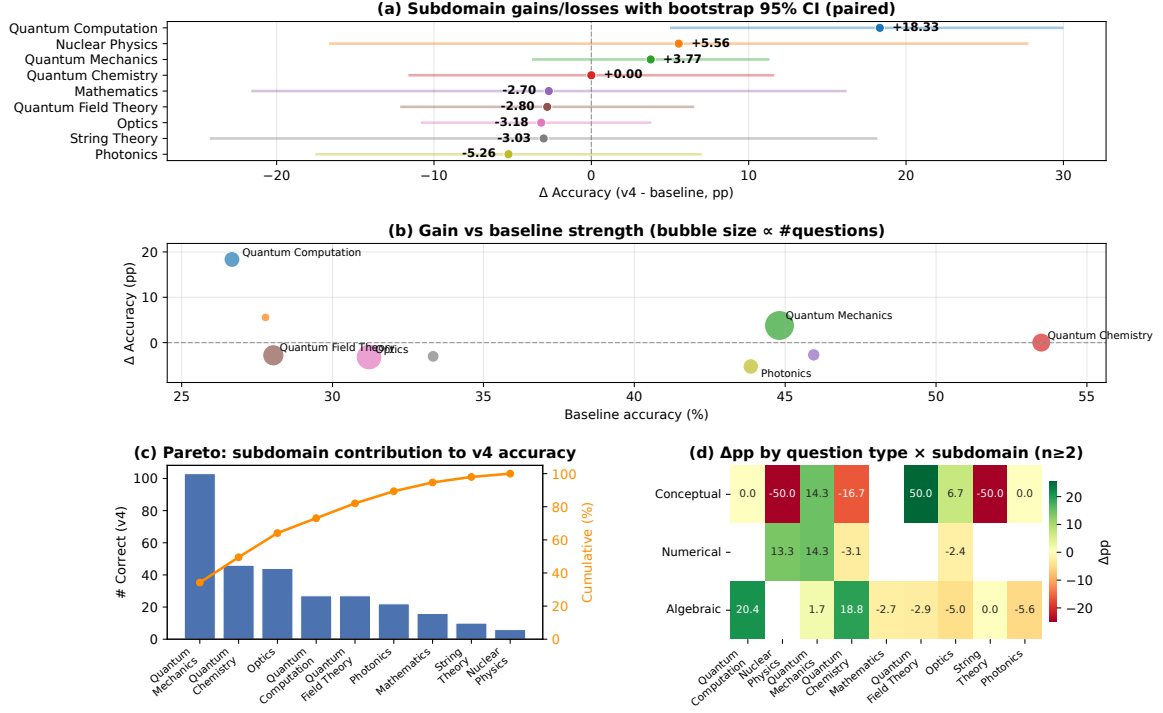 (a) Subdomain gains/losses with bootstrap 95% CI (paired)
Quantum Computation
+18.33
Nuclear Physics
+5.56
Quantum Mechanics
+3.77
Quantum Chemistry
+0.00
Mathematics
-2.70
Quantum Field Theory
-2.80
Optics
-3.18
String Theory
-3.03
Photonics
-5.26
−20 −10 0 10 20 30
Δ Accuracy (v4 - baseline, pp)
(b) Gain vs baseline strength (bubble size ∝ #questions)
Δ Accuracy (pp)
20
10
0
Quantum Computation
Quantum Mechanics
Quantum Chemistry
Quantum Field Theory
Optics
Photonics
25 30 35 40 45 50 55
Baseline accuracy (%)
(c) Pareto: subdomain contribution to v4 accuracy
# Correct (v4)
100
80
60
40
20
0
100
80
60
40
20
0
Cumulative (%)
Quantum
Mechanics
Quantum
Chemistry
Optics
Quantum
Computation
Quantum
Field Theory
Photonics
Mathematics
String
Theory
Nuclear
Physics
(d) Δpp by question type × subdomain (n≥2)
Conceptual 0.0 -50.0 14.3 -16.7 50.0 6.7 -50.0 0.0
Numerical 13.3 14.3 -3.1 -2.4
Algebraic 20.4 1.7 18.8 -2.7 -2.9 -5.0 0.0 -5.6
Quantum
Computation
Nuclear
Physics
Quantum
Mechanics
Quantum
Chemistry
Mathematics
Quantum
Field Theory
Optics
String
Theory
Photonics
20
10
0
−10
−20
Δpp